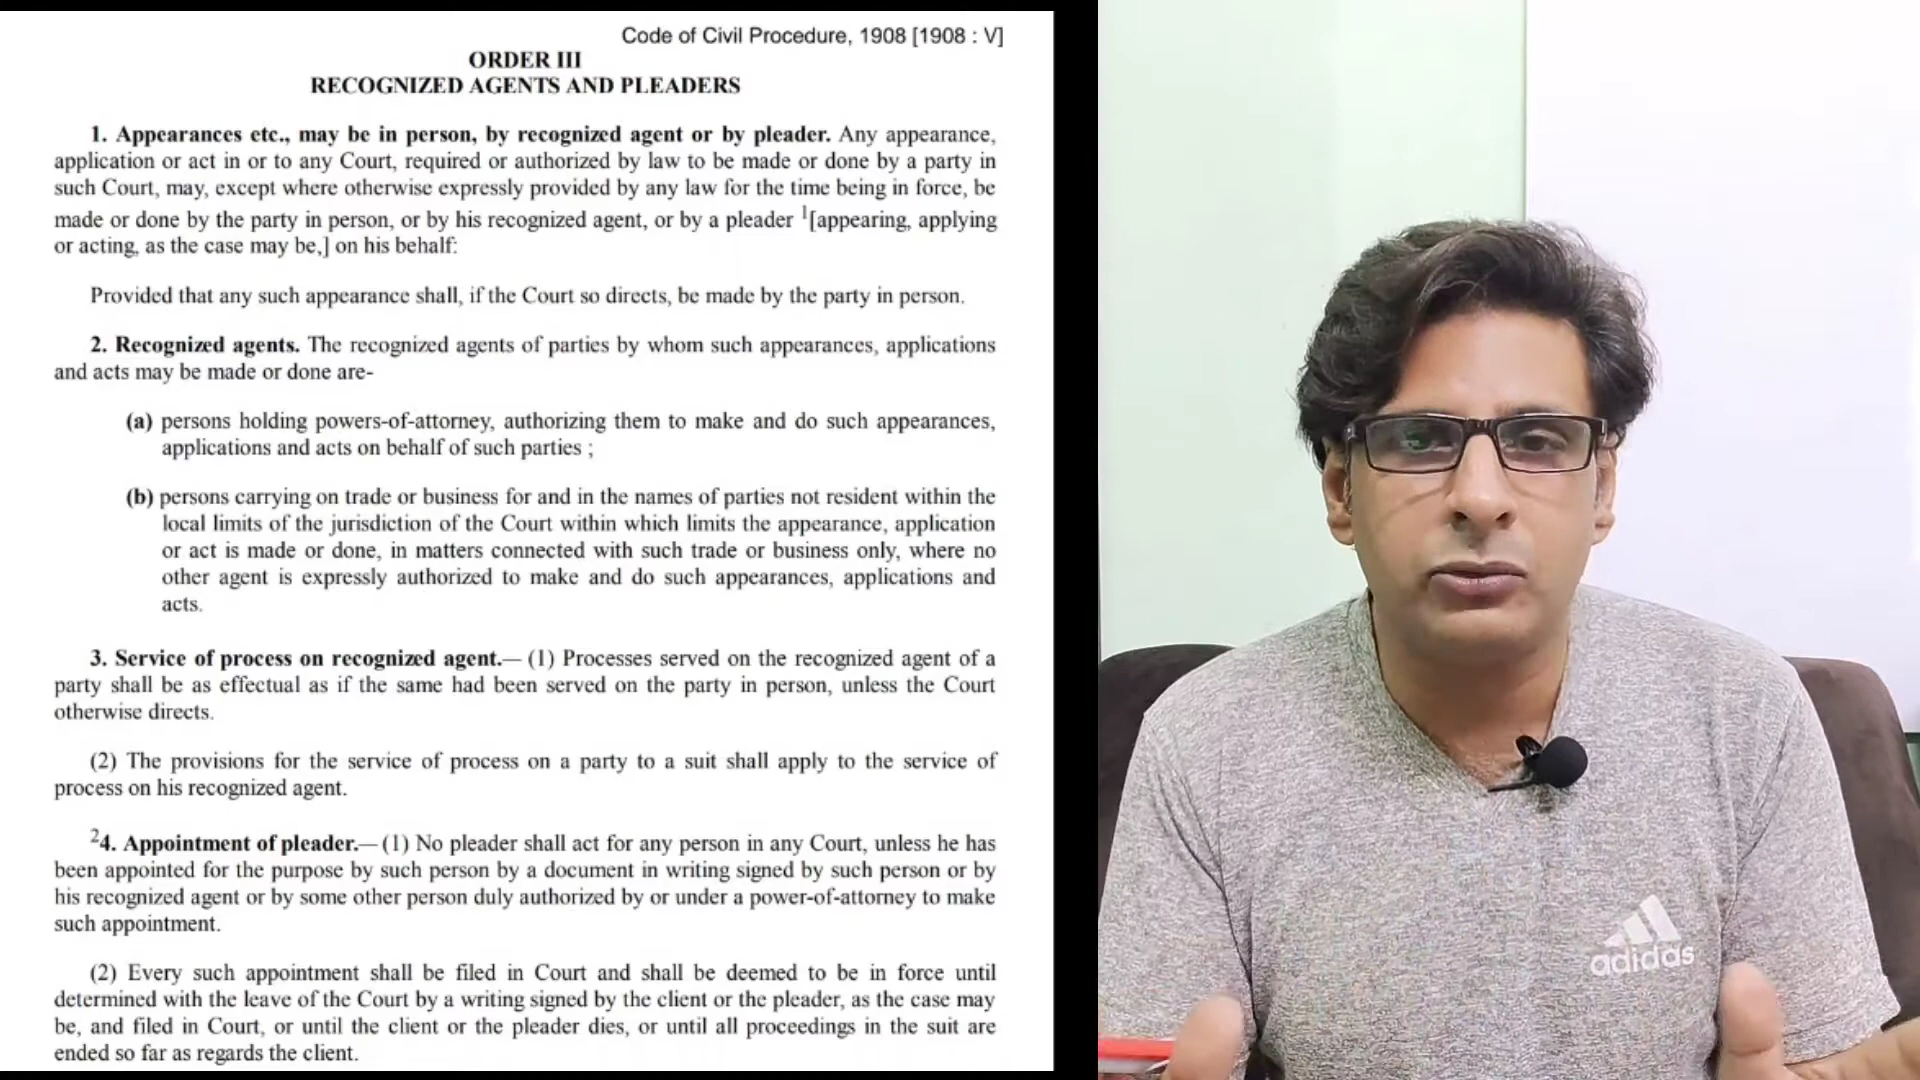 Code of Civil Procedure, 1908 [1908 : V]
ORDER III
RECOGNIZED AGENTS AND PLEADERS
1. Appearances etc., may be in person, by recognized agent or by pleader. Any appearance,
application or act in or to any Court, required or authorized by law to be made or done by a party in
such Court, may, except where otherwise expressly provided by any law for the time being in force, be
made or done by the party in person, or by his recognized agent, or by a pleader 1[appearing, applying
or acting, as the case may be,] on his behalf:
Provided that any such appearance shall, if the Court so directs, be made by the party in person.
2. Recognized agents. The recognized agents of parties by whom such appearances, applications
and acts may be made or done are-
(a) persons holding powers-of-attorney, authorizing them to make and do such appearances,
applications and acts on behalf of such parties ;
(b) persons carrying on trade or business for and in the names of parties not resident within the
local limits of the jurisdiction of the Court within which limits the appearance, application
or act is made or done, in matters connected with such trade or business only, where no
other agent is expressly authorized to make and do such appearances, applications and
acts.
3. Service of process on recognized agent.— (1) Processes served on the recognized agent of a
party shall be as effectual as if the same had been served on the party in person, unless the Court
otherwise directs.
(2) The provisions for the service of process on a party to a suit shall apply to the service of
process on his recognized agent.
24. Appointment of pleader.— (1) No pleader shall act for any person in any Court, unless he has
been appointed for the purpose by such person by a document in writing signed by such person or by
his recognized agent or by some other person duly authorized by or under a power-of-attorney to make
such appointment.
(2) Every such appointment shall be filed in Court and shall be deemed to be in force until
determined with the leave of the Court by a writing signed by the client or the pleader, as the case may
be, and filed in Court, or until the client or the pleader dies, or until all proceedings in the suit are
ended so far as regards the client.
adidas